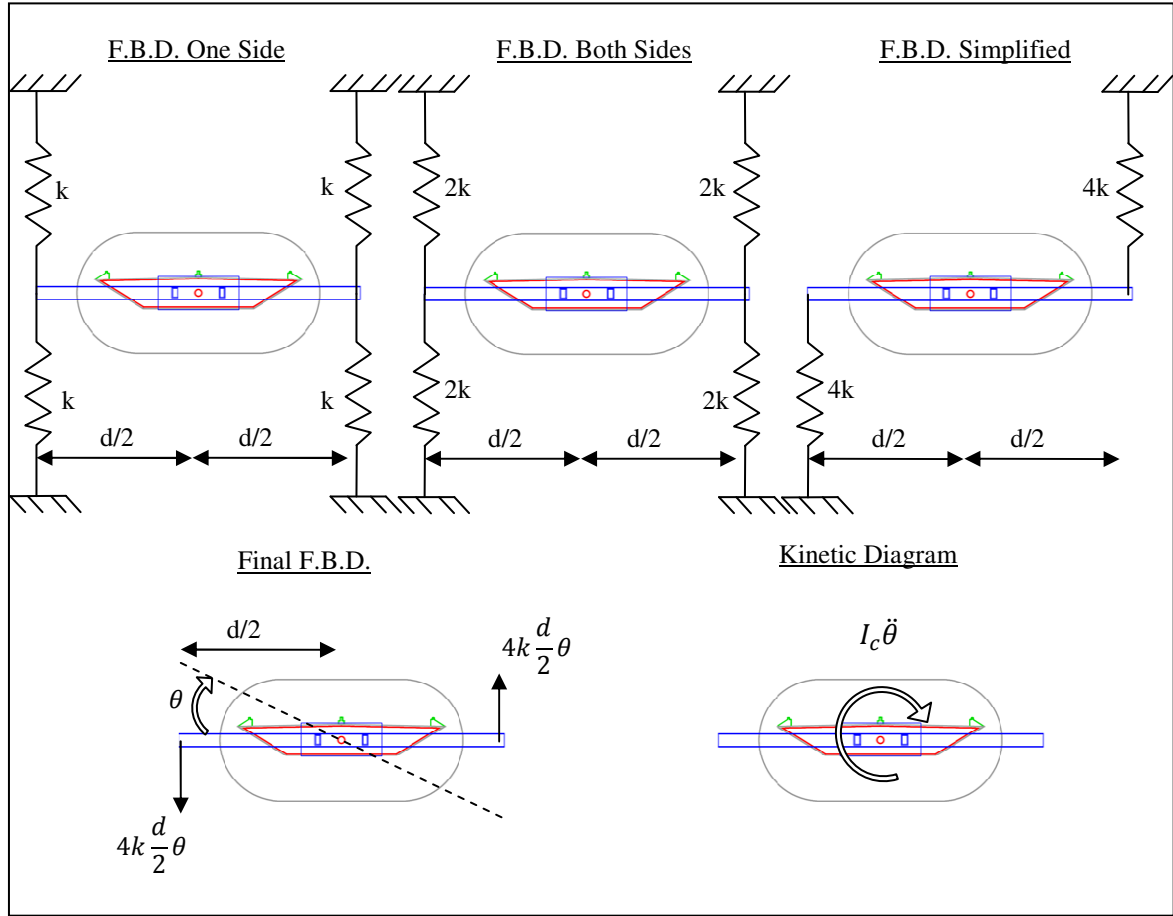 F.B.D. One Side
F.B.D. Both Sides
F.B.D. Simplified
k
k
k
k
d/2
d/2
2k
2k
2k
2k
d/2
d/2
4k
4k
d/2
d/2
Final F.B.D.
d/2
θ
4k d/2 θ
4k d/2 θ
Kinetic Diagram
I_c θ̈